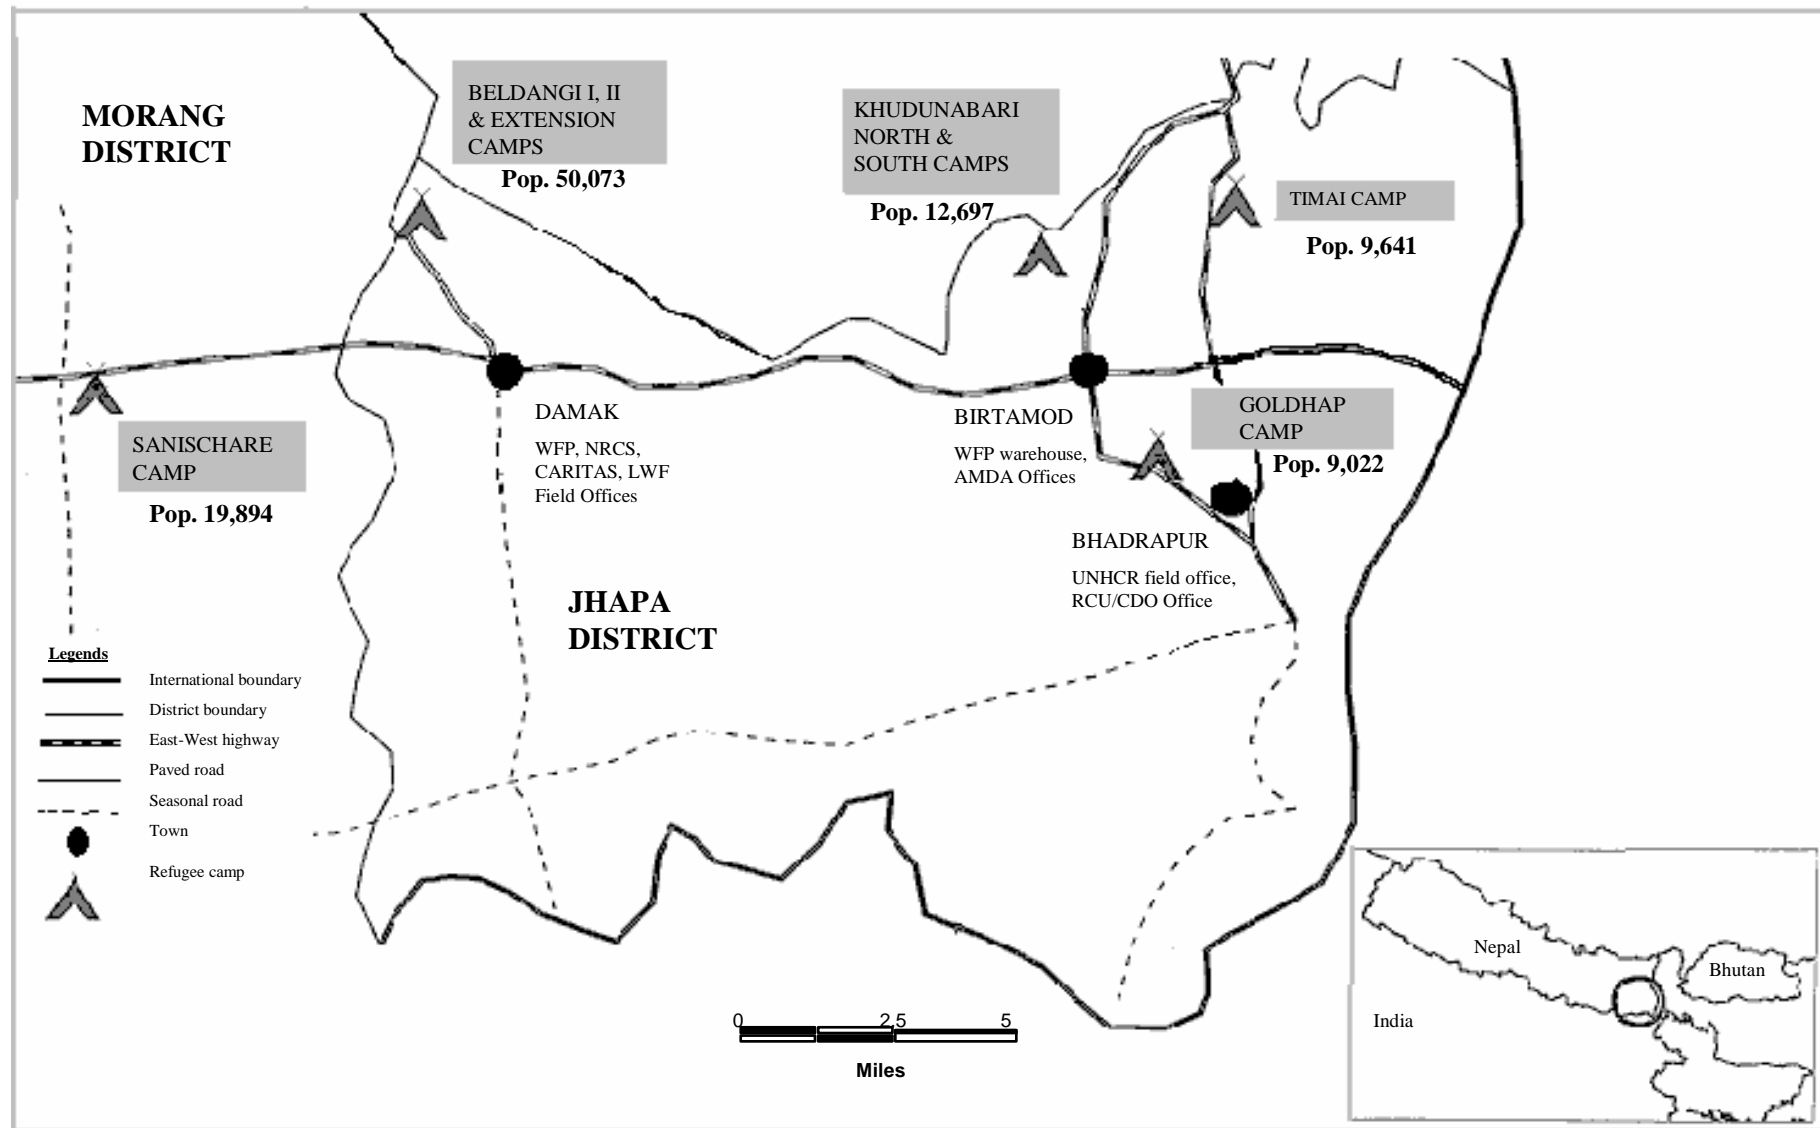 MORANG
DISTRICT
BELDANGI I, II
& EXTENSION
CAMPS
Pop. 50,073
KHUDUNABARI
NORTH &
SOUTH CAMPS
Pop. 12,697
TIMAI CAMP
Pop. 9,641
SANISCHARE
CAMP
Pop. 19,894
DAMAK
WFP, NRCS,
CARITAS, LWF
Field Offices
BIRTAMOD
WFP warehouse,
AMDA Offices
GOLDHAP
CAMP
Pop. 9,022
BHADRAPUR
UNHCR field office,
RCU/CDO Office
JHAPA
DISTRICT
Legends
International boundary
District boundary
East-West highway
Paved road
Seasonal road
Town
Refugee camp
0 2.5 5
Miles
Nepal
Bhutan
India